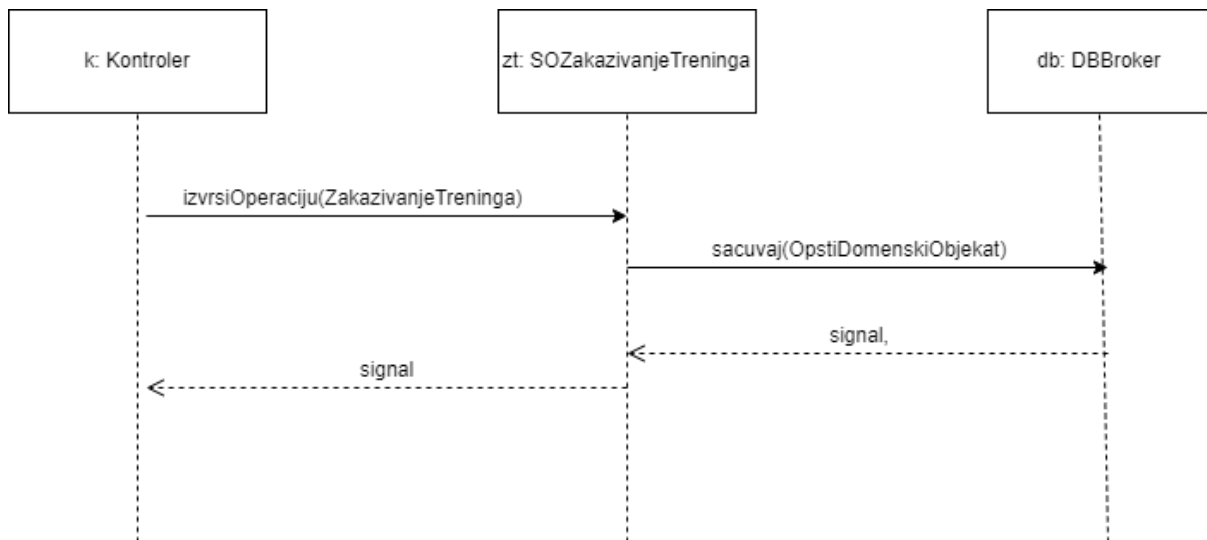 k: Kontroler
zt: SOZakazivanjeTreninga
db: DBBroker
izvrsiOperaciju(ZakazivanjeTreninga)
sacuvaj(OpstiDomenskiObjekat)
signal,
signal